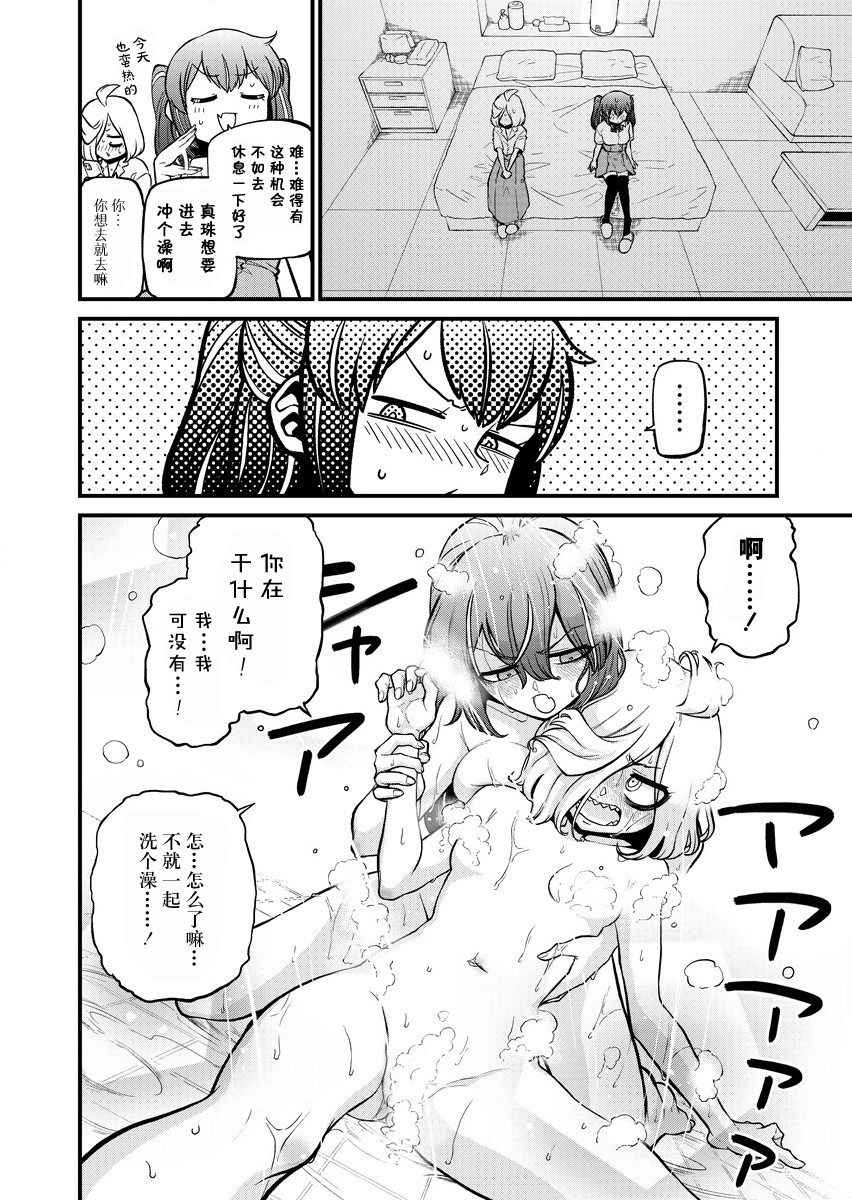 难…难得有
这种机会
不如去
休息一下好了
真珠想要
进去
冲个澡啊
今天
也蛮热的
你…
你想去就去嘛
……
啊
……！
你在
干什么啊！
我…我
可没有…！
怎…怎么了嘛…
不就一起
洗个澡……！
シャアア
アアアアア